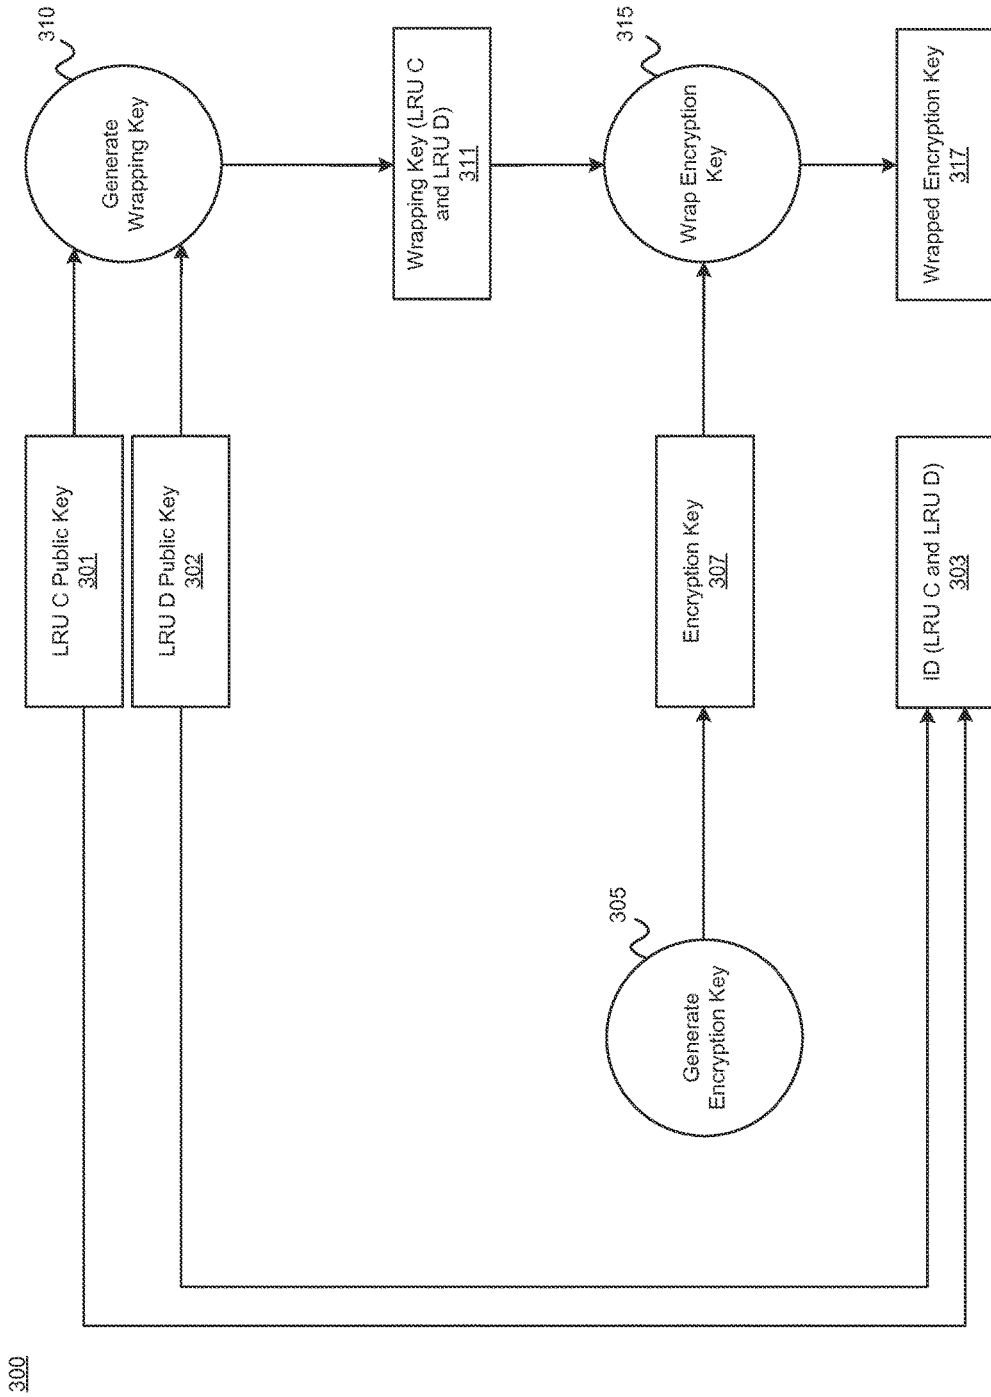 300
LRU C Public Key
301
LRU D Public Key
302
310
Generate
Wrapping Key
Wrapping Key (LRU C
and LRU D)
311
305
Generate
Encryption Key
Encryption Key
307
315
Wrap Encryption
Key
ID (LRU C and LRU D)
303
Wrapped Encryption Key
317